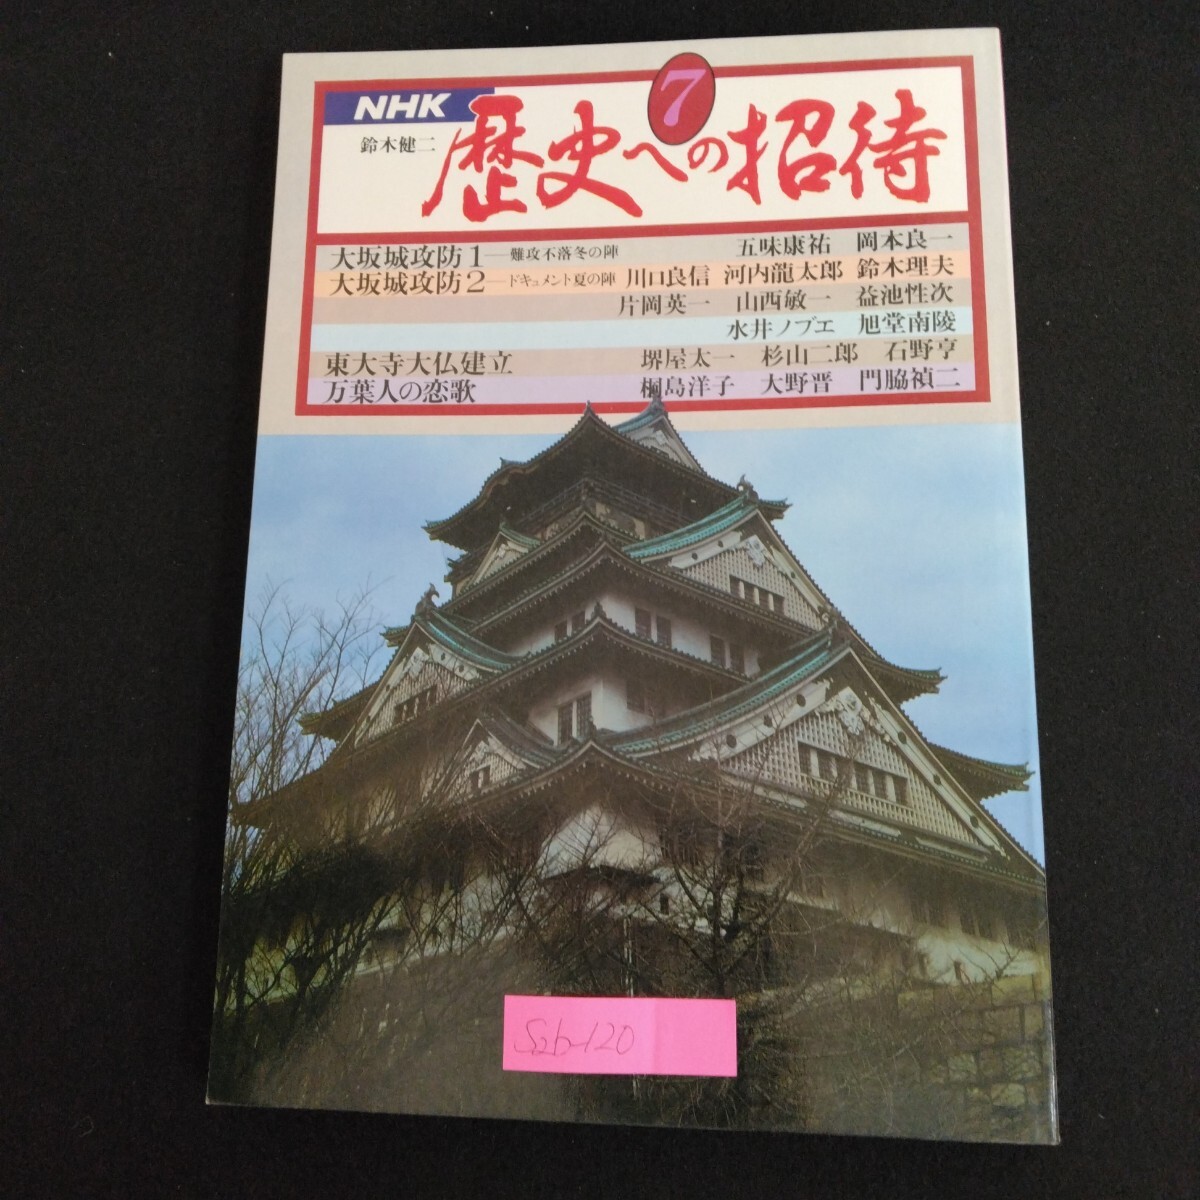 NHK
7
鈴木健二
歴史への招待
大坂城攻防1―難攻不落冬の陣 五味康祐 岡本良一
大坂城攻防2―ドキュメント夏の陣 川口良信 河内龍太郎 鈴木理夫
片岡英一 山西敏一 益池性次
水井ノブエ 旭堂南陵
東大寺大仏建立 堺屋太一 杉山二郎 石野亨
万葉人の恋歌 桐島洋子 大野晋 門脇禎二
S2b-120